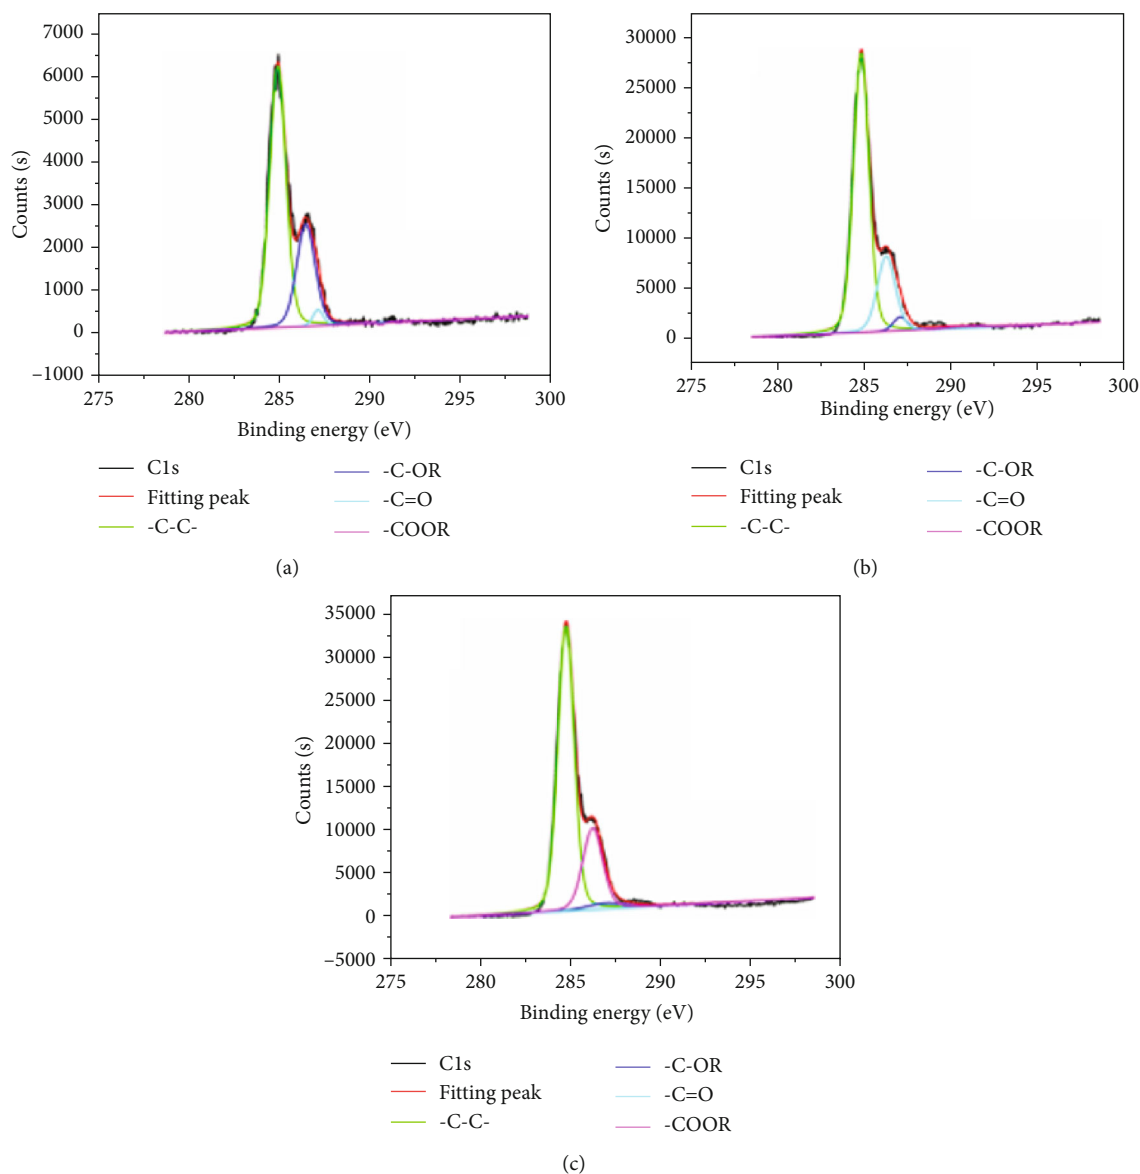 7000
6000
5000
4000
3000
2000
1000
0
–1000
Counts (s)
275 280 285 290 295 300
Binding energy (eV)
C1s
Fitting peak
-C-C-
-C-OR
-C=O
-COOR
(a)
30000
25000
20000
15000
10000
5000
0
Counts (s)
275 280 285 290 295 300
Binding energy (eV)
C1s
Fitting peak
-C-C-
-C-OR
-C=O
-COOR
(b)
35000
30000
25000
20000
15000
10000
5000
0
–5000
Counts (s)
275 280 285 290 295 300
Binding energy (eV)
C1s
Fitting peak
-C-C-
-C-OR
-C=O
-COOR
(c)